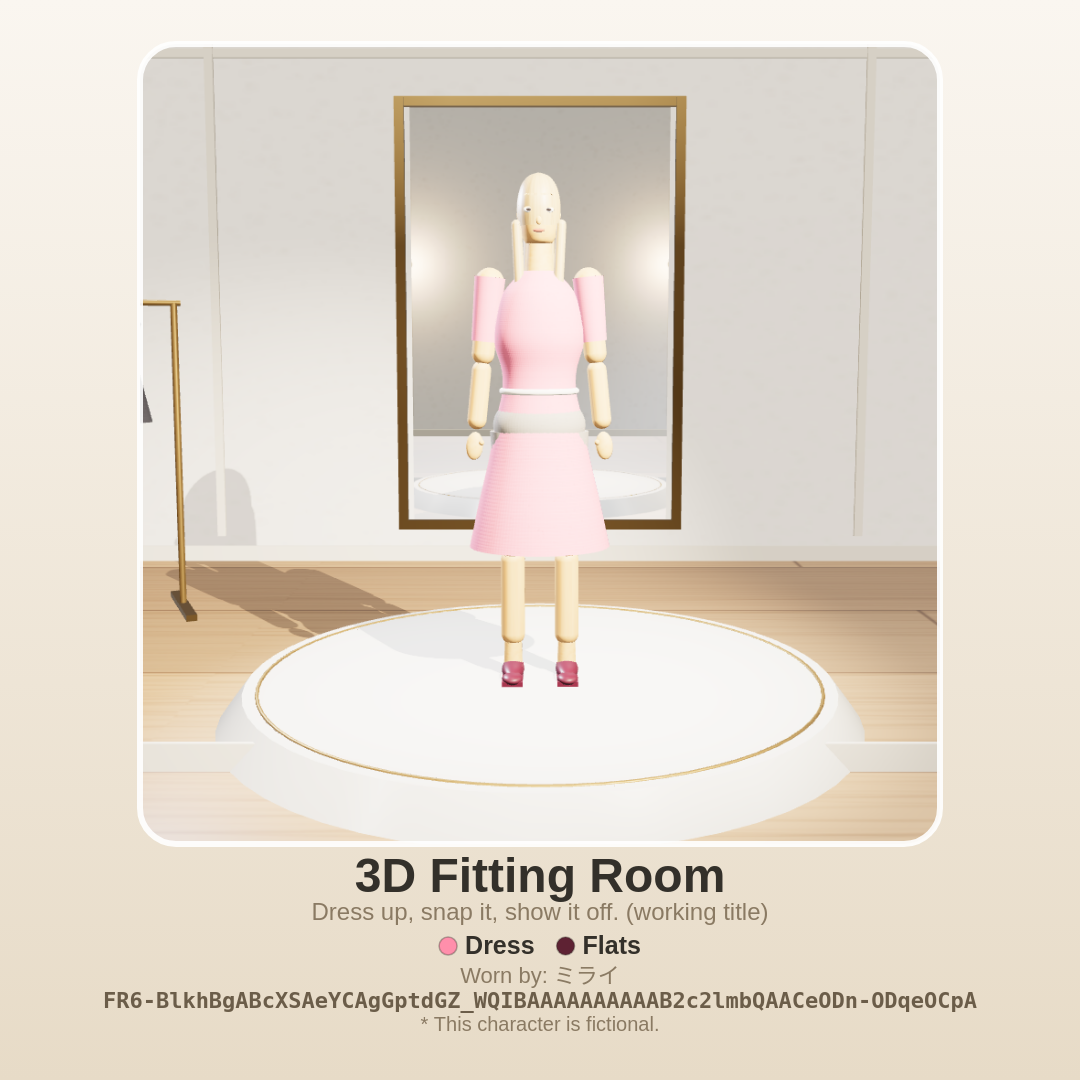 3D Fitting Room
Dress up, snap it, show it off. (working title)
Dress Flats
Worn by: ミライ
FR6-BlkhBgABcXSAeYCAgGptdGZ_WQIBAAAAAAAAAAB2c2lmbQAACeODn-ODqeOCpA
* This character is fictional.